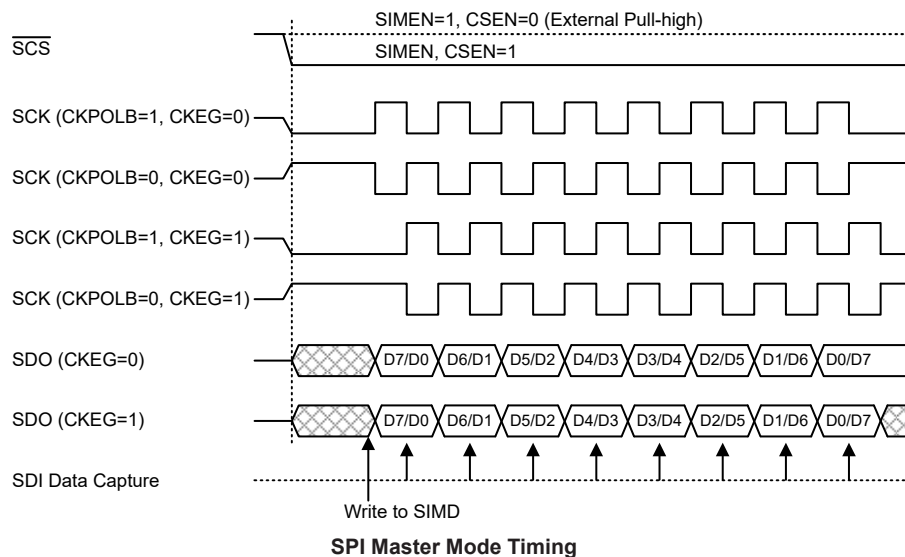 SIMEN=1, CSEN=0 (External Pull-high)
SCS
SIMEN, CSEN=1
SCK (CKPOLB=1, CKEG=0)
SCK (CKPOLB=0, CKEG=0)
SCK (CKPOLB=1, CKEG=1)
SCK (CKPOLB=0, CKEG=1)
SDO (CKEG=0) D7/D0 D6/D1 D5/D2 D4/D3 D3/D4 D2/D5 D1/D6 D0/D7
SDO (CKEG=1) D7/D0 D6/D1 D5/D2 D4/D3 D3/D4 D2/D5 D1/D6 D0/D7
SDI Data Capture
Write to SIMD
SPI Master Mode Timing